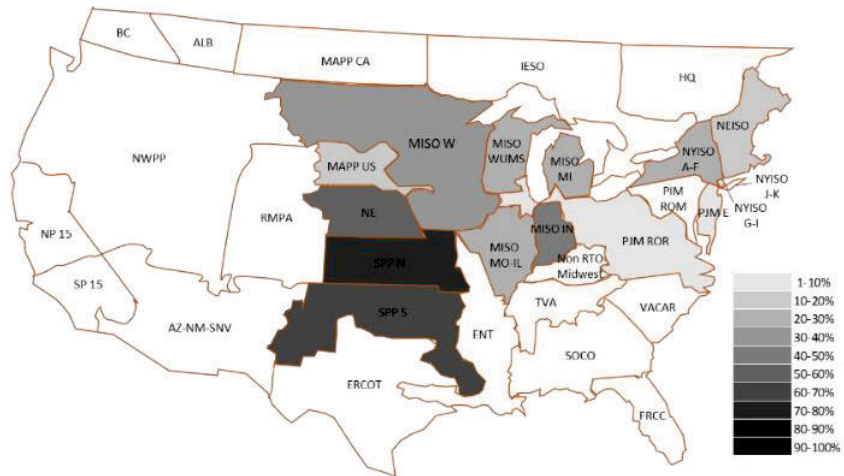 BC
ALB
MAPP CA
IESO
HQ
NWPP
MISO W
MISO
WUMS
MISO
MI
NEISO
NYISO
A-F
NYISO
J-K
NYISO
G-I
MAPP US
RMPA
NE
PJM
ROM
PJM E
NP 15
SP 15
SPP N
MISO
MO-IL
MISO IN
PJM ROR
Non RTO
Midwest
AZ-NM-SNV
SPP S
ENT
TVA
VACAR
SOCO
ERCOT
FRCC
1-10%
10-20%
20-30%
30-40%
40-50%
50-60%
60-70%
70-80%
80-90%
90-100%